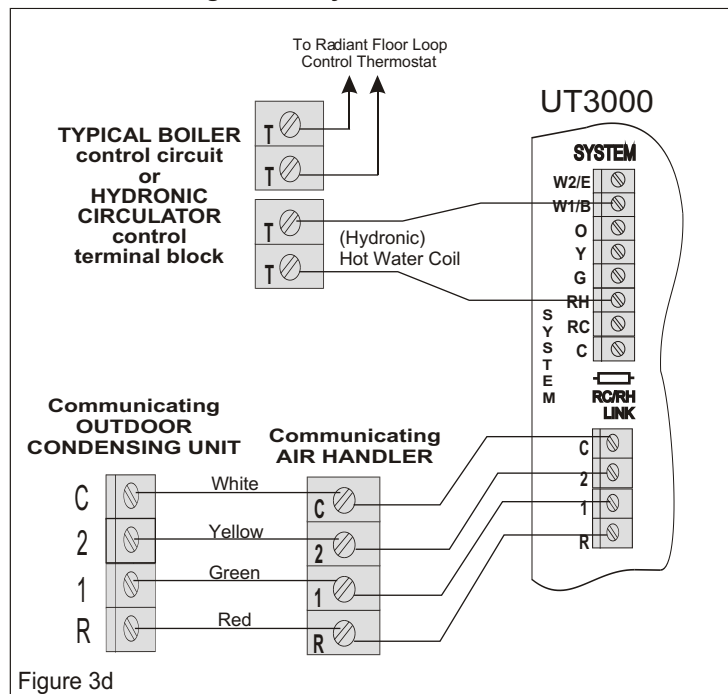 To Radiant Floor Loop
Control Thermostat
UT3000
TYPICAL BOILER
control circuit
or
HYDRONIC
CIRCULATOR
control
terminal block
T
T
T
T
(Hydronic)
Hot Water Coil
SYSTEM
W2/E
W1/B
O
Y
G
RH
RC
C
SYSTEM
RC/RH
LINK
C
2
1
R
Communicating
OUTDOOR
CONDENSING UNIT
Communicating
AIR HANDLER
C
White
C
2
Yellow
2
1
Green
1
R
Red
R
Figure 3d